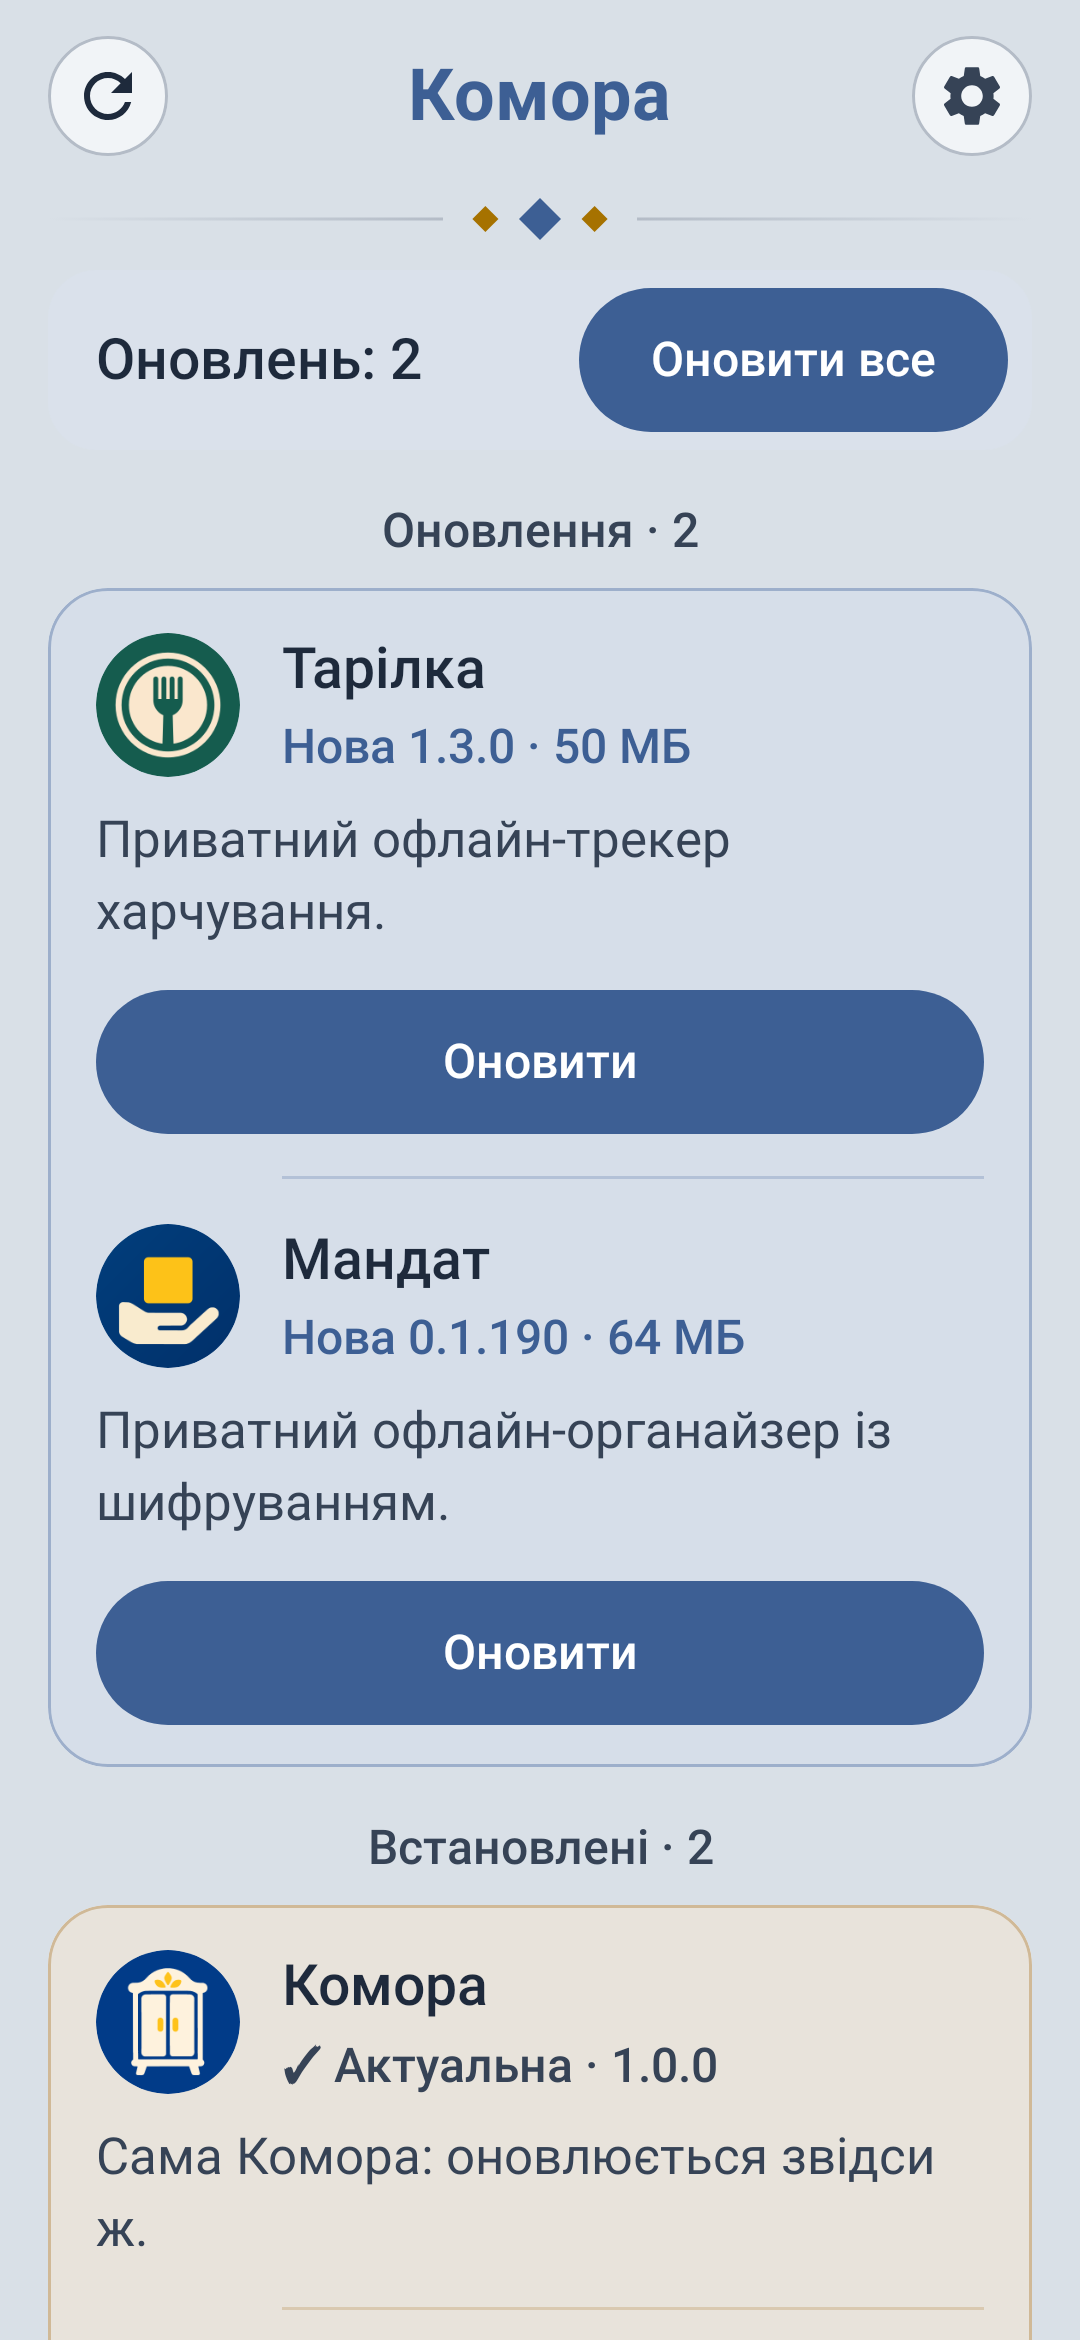 Комора
Оновлень: 2
Оновити все
Оновлення · 2
Тарілка
Нова 1.3.0 · 50 МБ
Приватний офлайн-трекер
харчування.
Оновити
Мандат
Нова 0.1.190 · 64 МБ
Приватний офлайн-органайзер із
шифруванням.
Оновити
Встановлені · 2
Комора
✓ Актуальна · 1.0.0
Сама Комора: оновлюється звідси
ж.